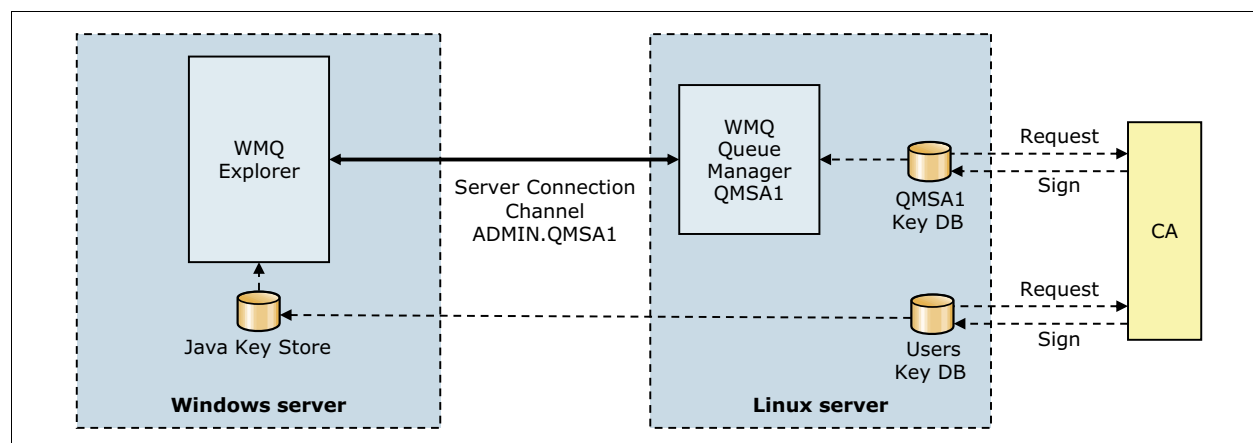 WMQ
Explorer
Java Key Store
Windows server
Server Connection
Channel
ADMIN.QMSA1
WMQ
Queue
Manager
QMSA1
QMSA1
Key DB
Users
Key DB
Linux server
Request
Sign
Request
Sign
CA